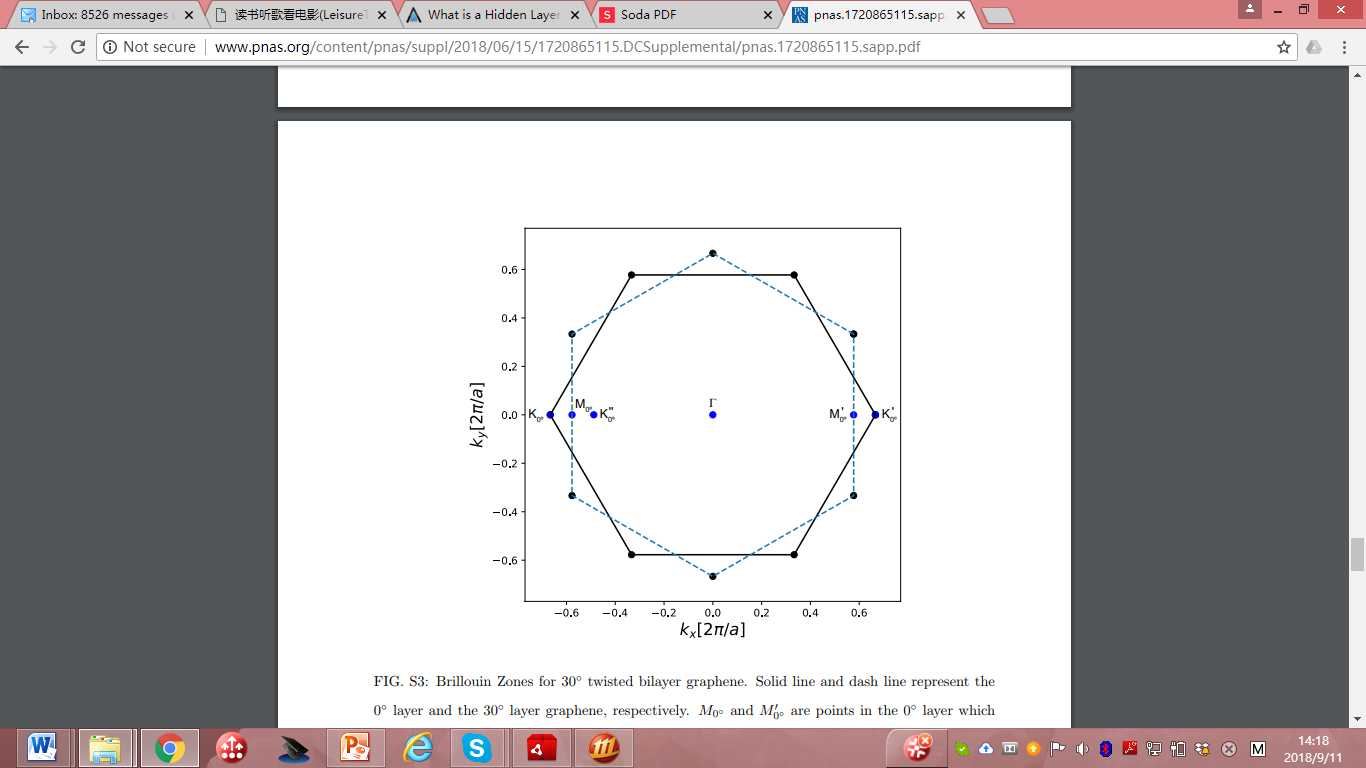 Inbox: 8526 messages
读书听歌看电影(Leisure
What is a Hidden Layer
S Soda PDF
pnas.1720865115.sapp.
Not secure | www.pnas.org/content/pnas/suppl/2018/06/15/1720865115.DCSupplemental/pnas.1720865115.sapp.pdf
0.6
0.4
0.2
0.0
−0.2
−0.4
−0.6
K0°
M0°
K''0°
Γ
M'0°
K'0°
ky[2π/a]
−0.6 −0.4 −0.2 0.0 0.2 0.4 0.6
kx[2π/a]
FIG. S3: Brillouin Zones for 30° twisted bilayer graphene. Solid line and dash line represent the
0° layer and the 30° layer graphene, respectively. M0° and M'0° are points in the 0° layer which
14:18
2018/9/11